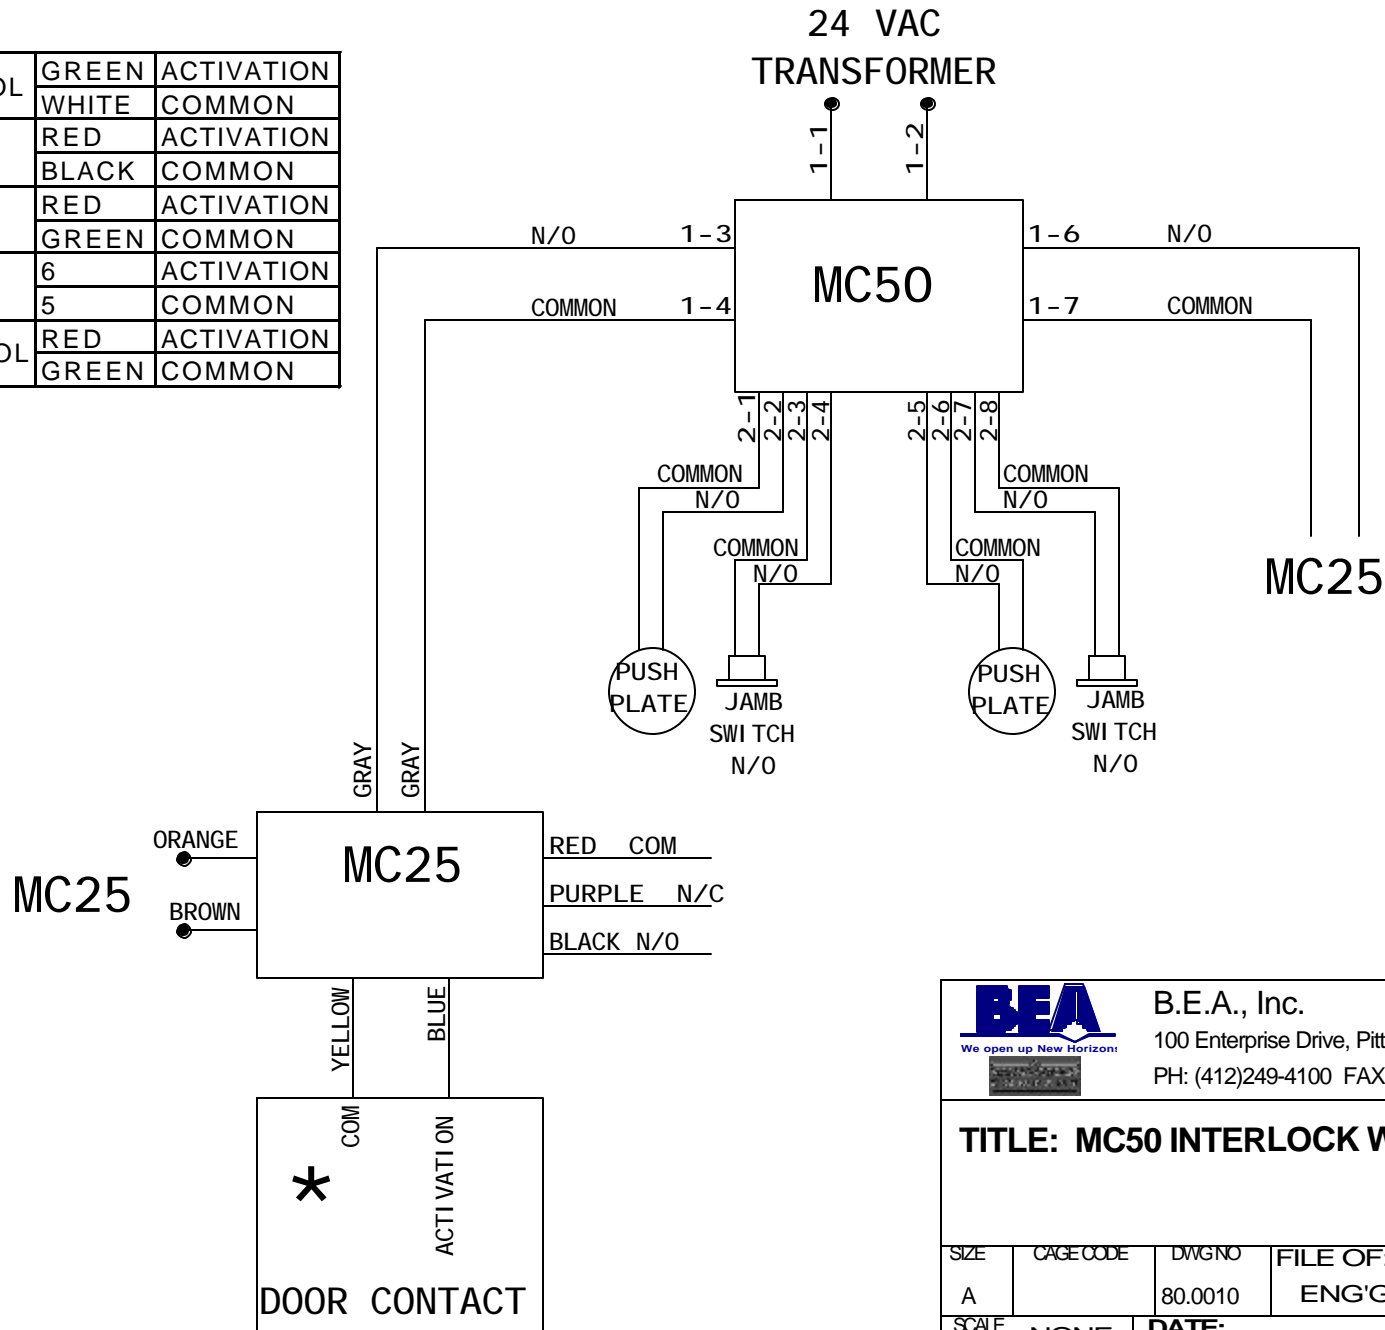 24 VAC
TRANSFORMER
OL GREEN ACTIVATION
WHITE COMMON
RED ACTIVATION
BLACK COMMON
RED ACTIVATION
GREEN COMMON
6 ACTIVATION
5 COMMON
OL RED ACTIVATION
GREEN COMMON
1-1
1-2
N/O 1-3
1-6 N/O
MC50
COMMON 1-4
1-7 COMMON
2-1
2-2
2-3
2-4
2-5
2-6
2-7
2-8
COMMON
N/O
COMMON
N/O
COMMON
N/O
COMMON
N/O
MC25
PUSH
PLATE
JAMB
SWITCH
N/O
PUSH
PLATE
JAMB
SWITCH
N/O
GRAY
GRAY
ORANGE
BROWN
MC25
MC25
RED COM
PURPLE N/C
BLACK N/O
YELLOW
BLUE
COM
ACTIVATION
*
DOOR CONTACT
BEA
We open up New Horizons
B.E.A., Inc.
100 Enterprise Drive, Pitt
PH: (412)249-4100 FAX
TITLE: MC50 INTERLOCK W
SIZE
A
CAGE CODE
DWG NO
80.0010
FILE OF:
ENG'G
SCALE
NONE
DATE: